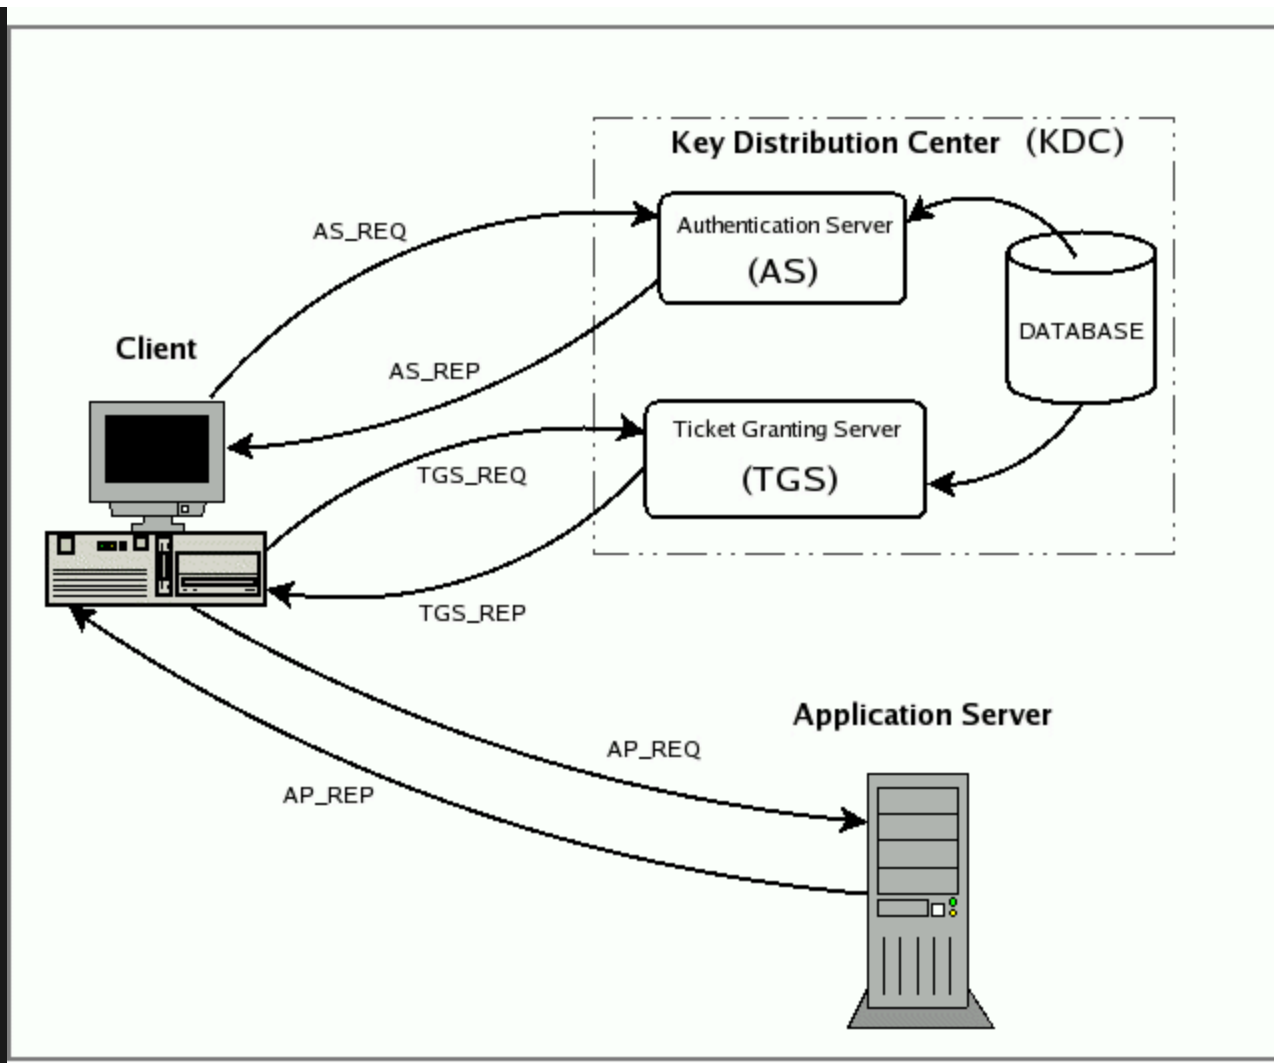 Key Distribution Center (KDC)
AS_REQ
Authentication Server
(AS)
DATABASE
Client
AS_REP
Ticket Granting Server
(TGS)
TGS_REQ
TGS_REP
Application Server
AP_REQ
AP_REP